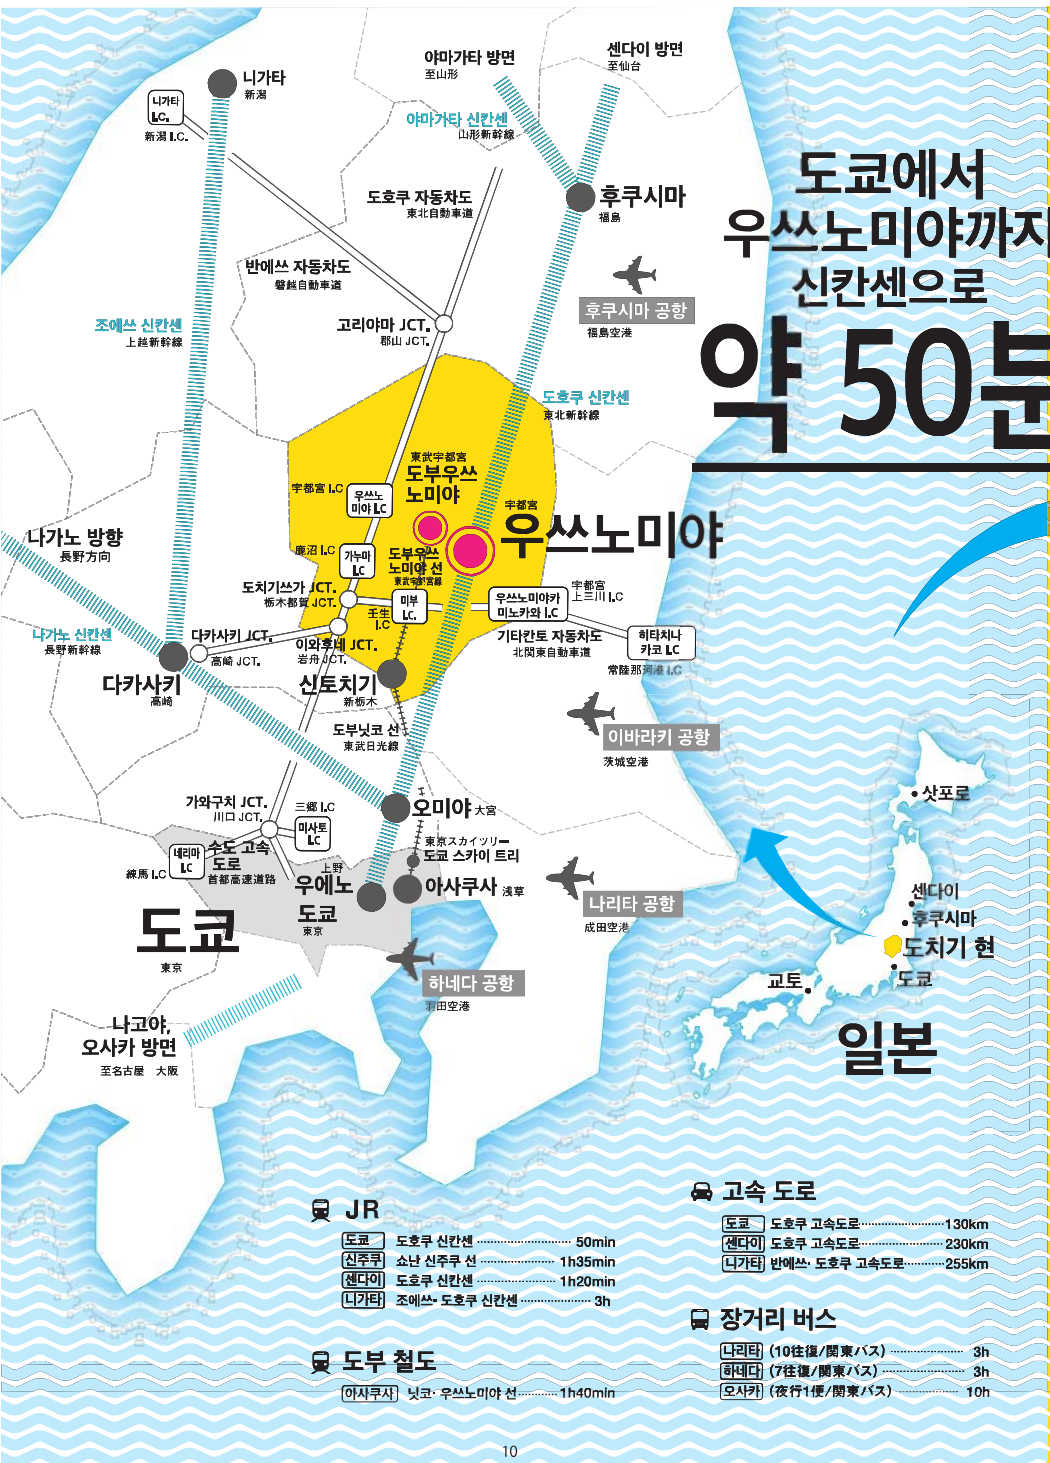 야마가타 방면
至山形
센다이 방면
至仙台
니가타
新潟
니가타
I.C.
新潟 I.C.
야마가타 신칸센
山形新幹線
도호쿠 자동차도
東北自動車道
후쿠시마
福島
도쿄에서
우쓰노미야까지
신칸센으로
약 50분
반에쓰 자동차도
磐越自動車道
후쿠시마 공항
福島空港
조에쓰 신칸센
上越新幹線
고리야마 JCT.
郡山 JCT.
도호쿠 신칸센
東北新幹線
東武宇都宮
도부우쓰
노미야
宇都宮 I.C
우쓰노
미야 I.C
宇都宮
우쓰노미야
나가노 방향
長野方向
鹿沼 I.C
가누마
I.C
도부우쓰
노미야 선
東武宇都宮線
도치기쓰가 JCT.
栃木都賀 JCT.
壬生
I.C
미부
I.C.
우쓰노미야카
미노카와 I.C
宇都宮
上三川 I.C
나가노 신칸센
長野新幹線
다카사키 JCT.
高崎 JCT.
이와후네 JCT.
岩舟 JCT.
기타칸토 자동차도
北関東自動車道
히타치나
카코 I.C
常陸那珂港 I.C
다카사키
高崎
신토치기
新栃木
도부닛코 선
東武日光線
이바라키 공항
茨城空港
가와구치 JCT.
川口 JCT.
三郷 I.C
미사토
I.C
오미야 大宮
삿포로
네리마
I.C
練馬 I.C
수도 고속
도로
首都高速道路
東京スカイツリー
도쿄 스카이 트리
上野
우에노
아사쿠사 浅草
도쿄
東京
나리타 공항
成田空港
센다이
후쿠시마
도치기 현
도쿄
교토
일본
도쿄
東京
하네다 공항
羽田空港
나고야,
오사카 방면
至名古屋 大阪
JR
도쿄 도호쿠 신칸센 50min
신주쿠 쇼난 신주쿠 선 1h35min
센다이 도호쿠 신칸센 1h20min
니가타 조에쓰· 도호쿠 신칸센 3h
도부 철도
아사쿠사 닛코· 우쓰노미야 선 1h40min
고속 도로
도쿄 도호쿠 고속도로 130km
센다이 도호쿠 고속도로 230km
니가타 반에쓰· 도호쿠 고속도로 255km
장거리 버스
나리타 (10往復/関東バス) 3h
하네다 (7往復/関東バス) 3h
오사카 (夜行1便/関東バス) 10h
10